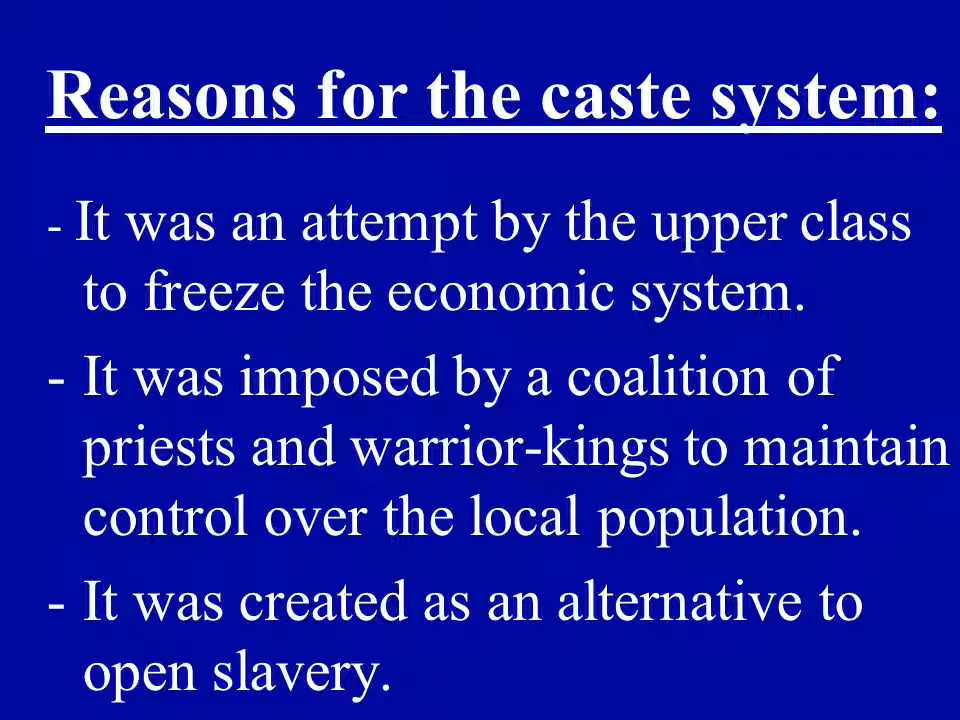 Reasons for the caste system:
- It was an attempt by the upper class
to freeze the economic system.
- It was imposed by a coalition of
priests and warrior-kings to maintain
control over the local population.
- It was created as an alternative to
open slavery.